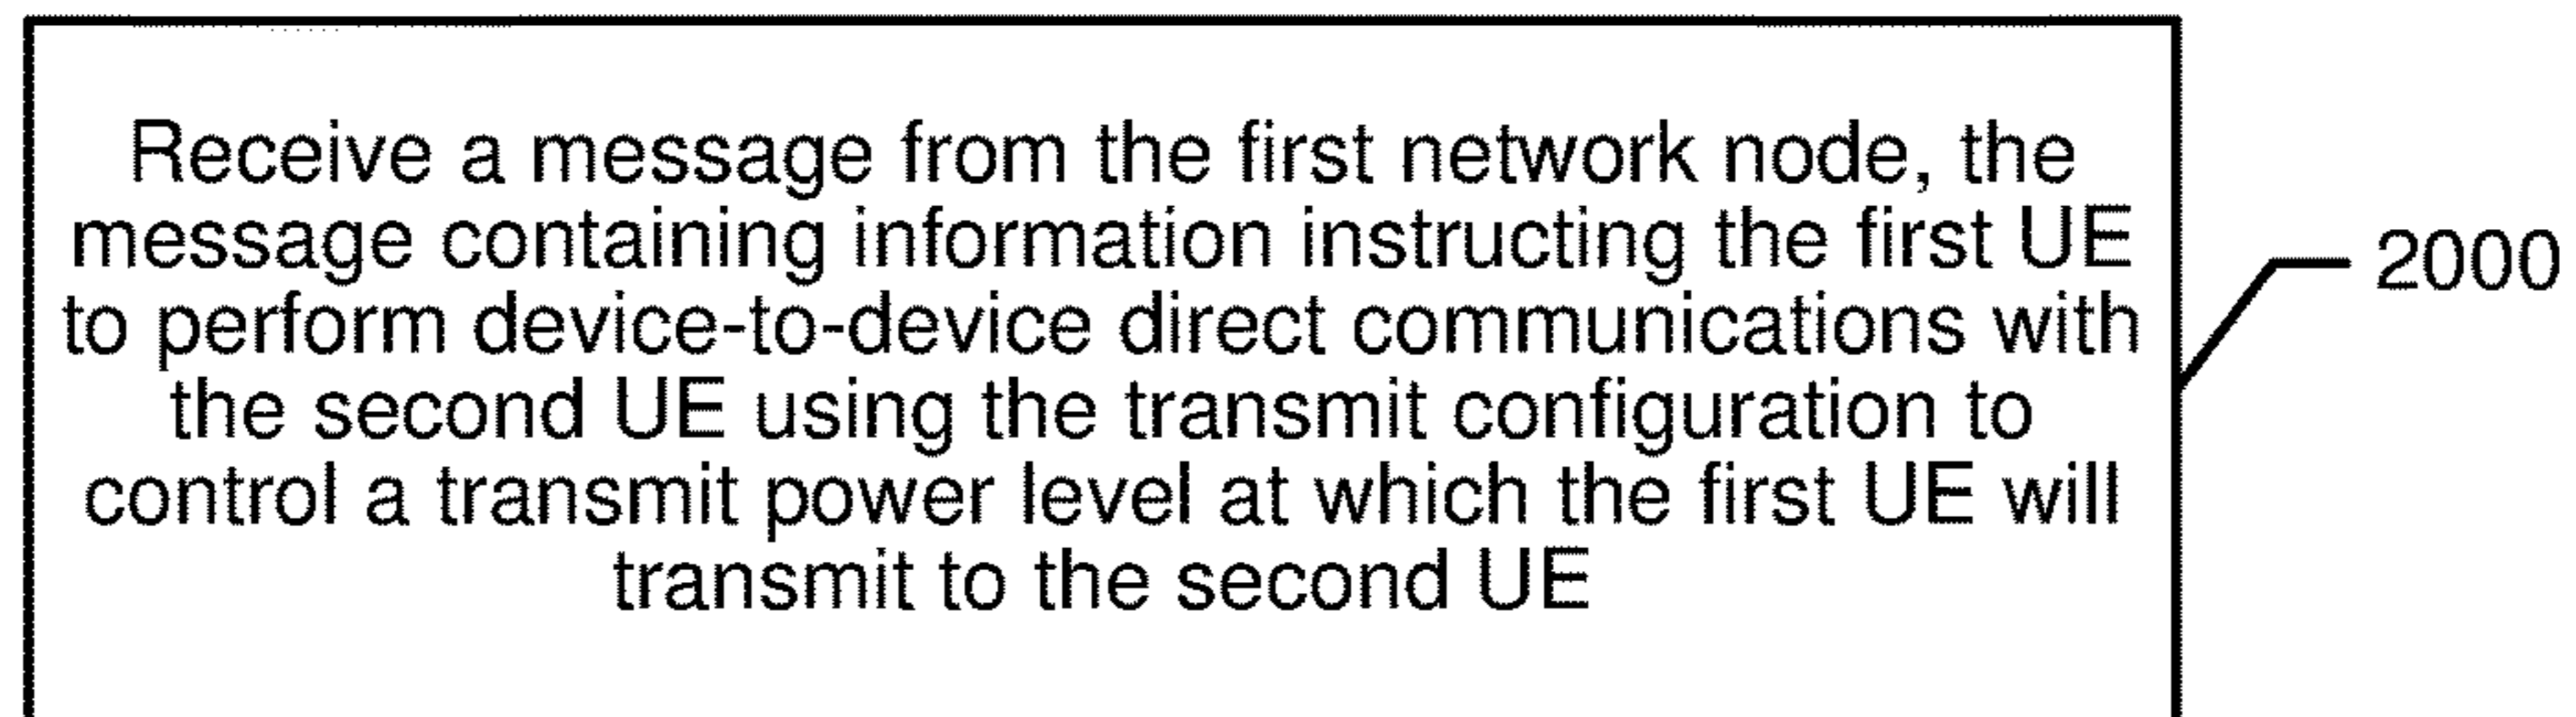 Receive a message from the first network node, the
message containing information instructing the first UE
to perform device-to-device direct communications with
the second UE using the transmit configuration to
control a transmit power level at which the first UE will
transmit to the second UE
2000